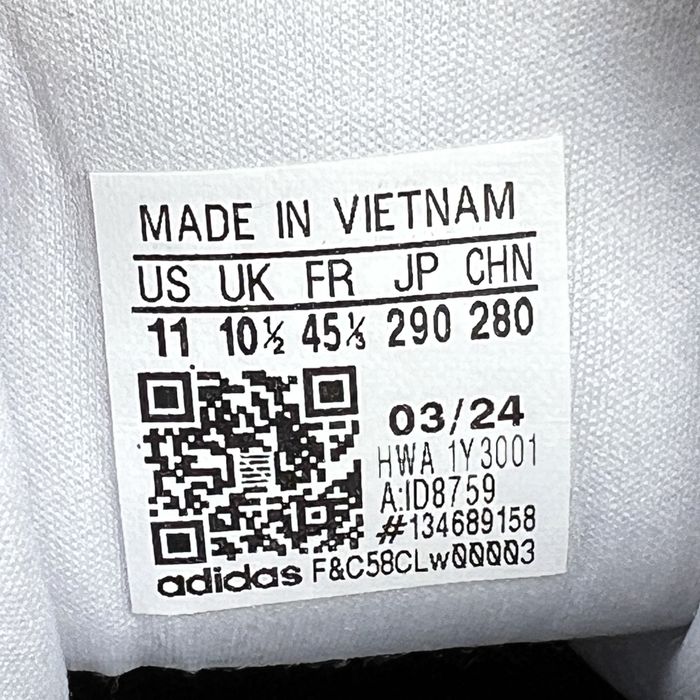 MADE IN VIETNAM
US UK FR JP CHN
11 10½ 45⅓ 290 280
03/24
HWA 1Y3001
A:ID8759
#134689158
adidas F&C58CLw00003